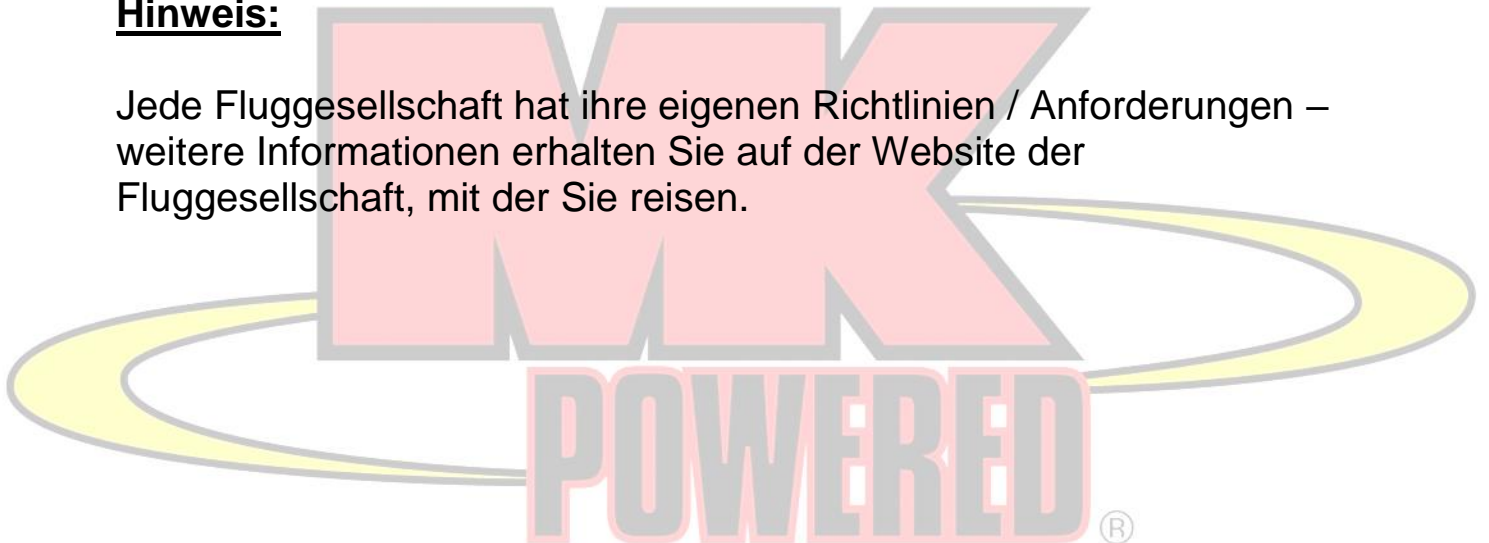 Hinweis:
Jede Fluggesellschaft hat ihre eigenen Richtlinien / Anforderungen –
weitere Informationen erhalten Sie auf der Website der
Fluggesellschaft, mit der Sie reisen.
MK
POWERED
®